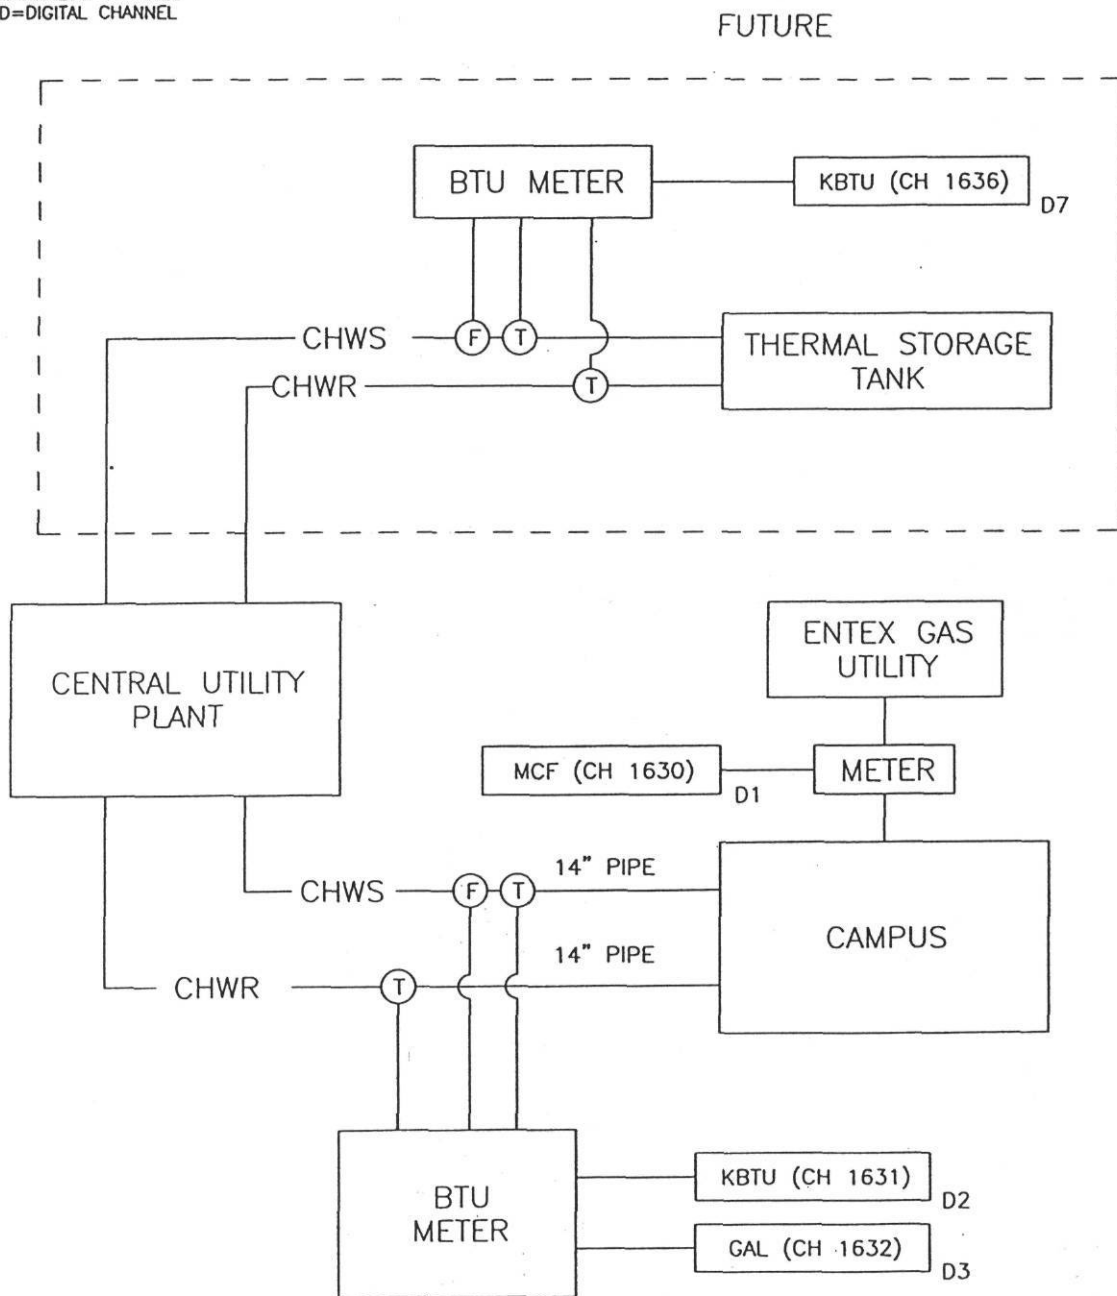 D=DIGITAL CHANNEL
FUTURE
BTU METER
KBTU (CH 1636)
D7
CHWS
F
T
THERMAL STORAGE
TANK
CHWR
T
CENTRAL UTILITY
PLANT
ENTEX GAS
UTILITY
MCF (CH 1630)
D1
METER
14" PIPE
CHWS
F
T
CAMPUS
14" PIPE
CHWR
T
BTU
METER
KBTU (CH 1631)
D2
GAL (CH 1632)
D3